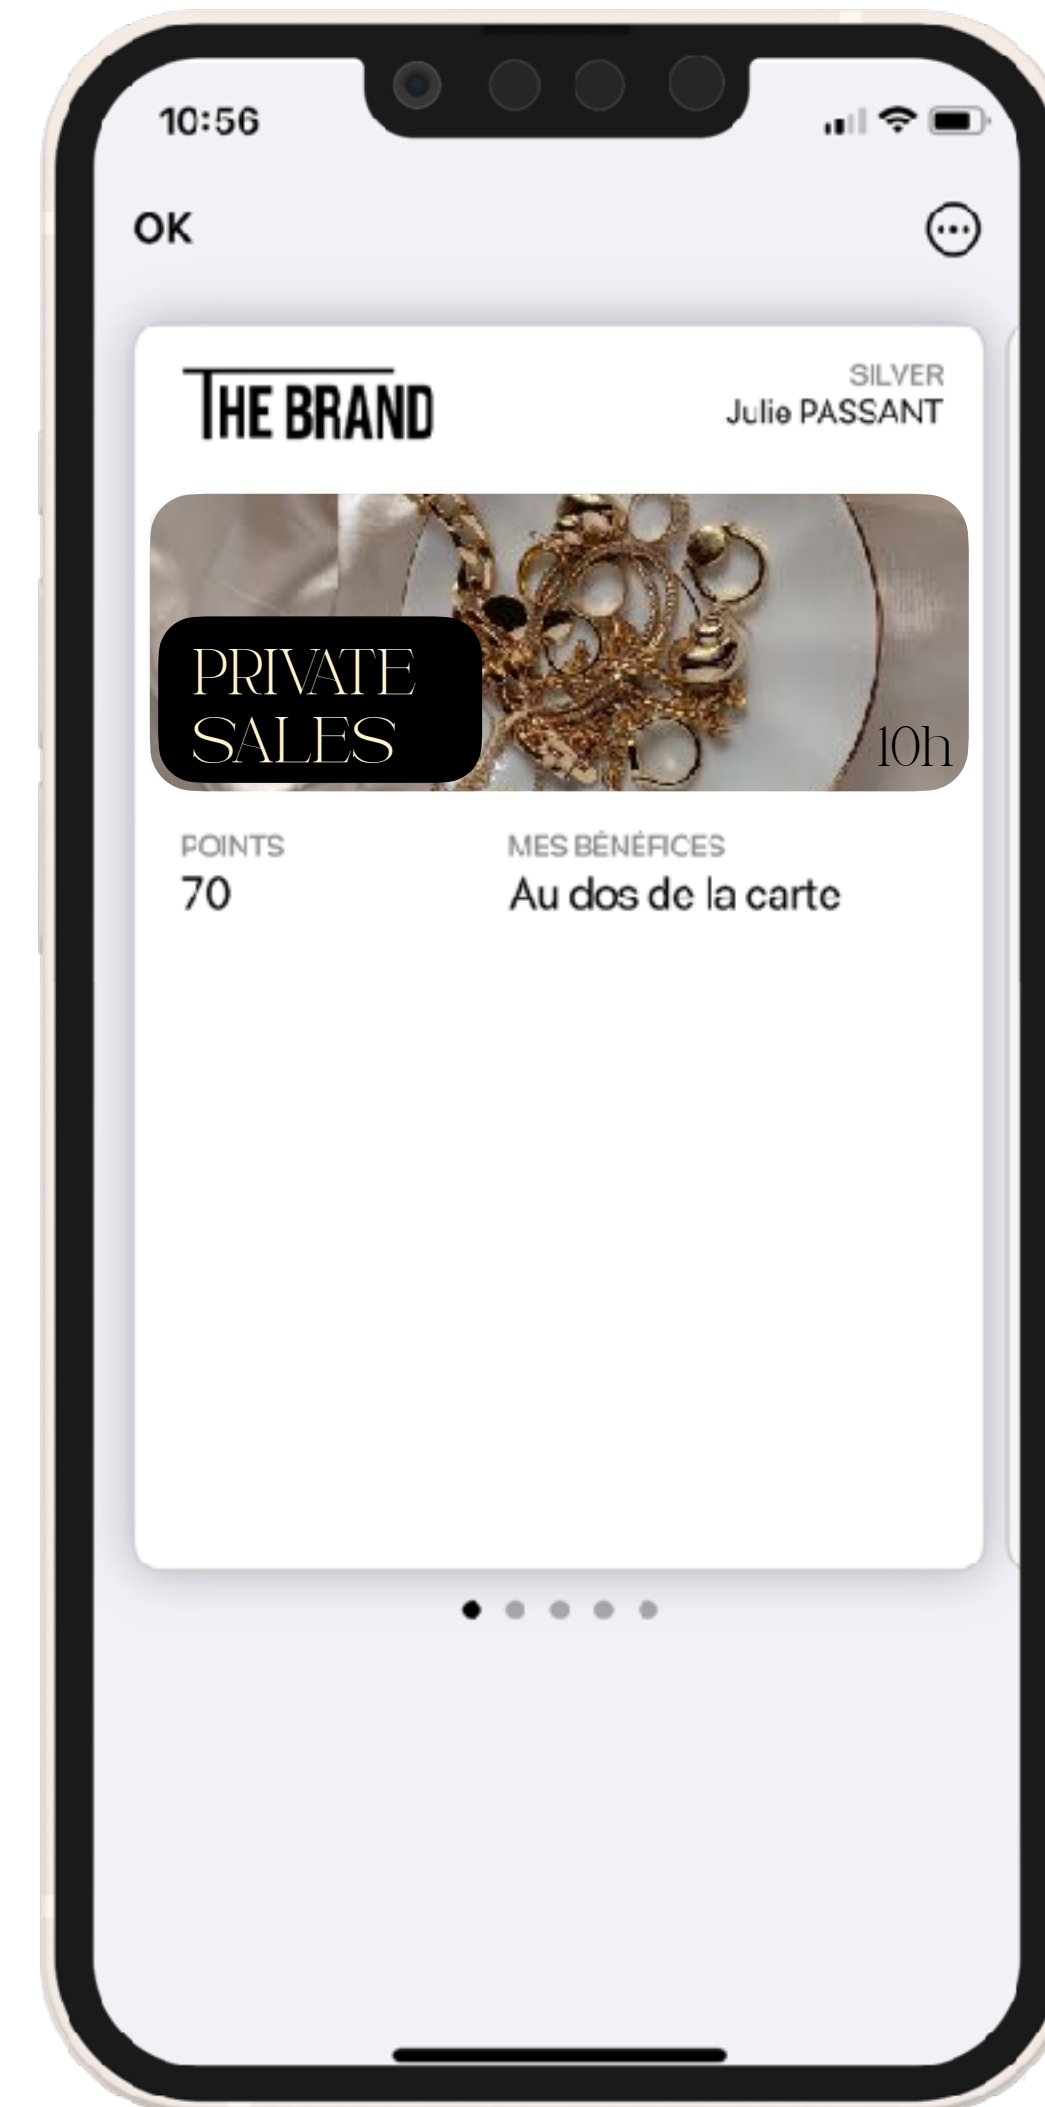 10:56
OK
THE BRAND
SILVER
Julie PASSANT
PRIVATE
SALES
10h
POINTS
70
MES BÉNÉFICES
Au dos de la carte